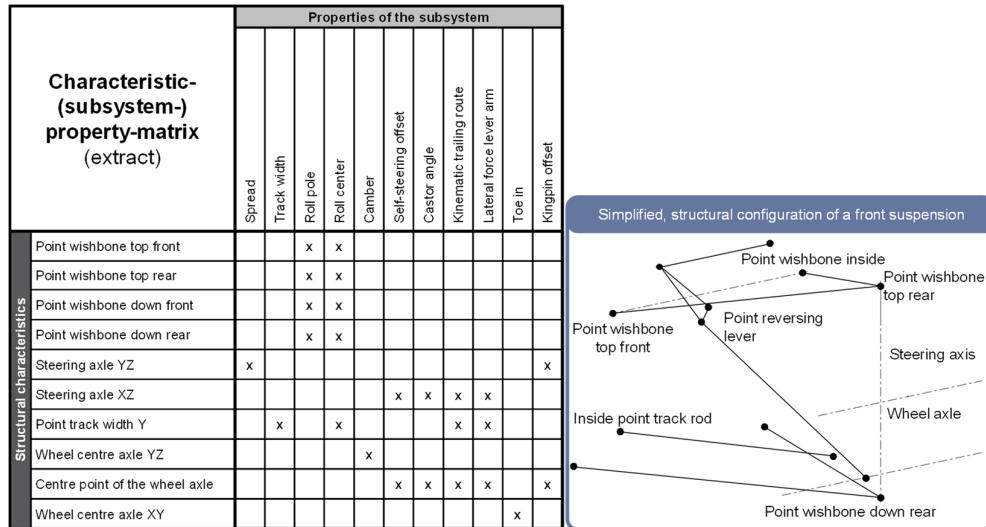 Characteristic-
(subsystem-)
property-matrix
(extract)
Properties of the subsystem
Spread
Track width
Roll pole
Roll center
Camber
Self-steering offset
Castor angle
Kinematic trailing route
Lateral force lever arm
Toe in
Kingpin offset
Structural characteristics
Point wishbone top front x x
Point wishbone top rear x x
Point wishbone down front x x
Point wishbone down rear x x
Steering axle YZ x x
Steering axle XZ x x x x
Point track width Y x x x x
Wheel centre axle YZ x
Centre point of the wheel axle x x x x x
Wheel centre axle XY x
Simplified, structural configuration of a front suspension
Point wishbone inside
Point wishbone
top rear
Point reversing
lever
Point wishbone
top front
Steering axis
Wheel axle
Inside point track rod
Point wishbone down rear